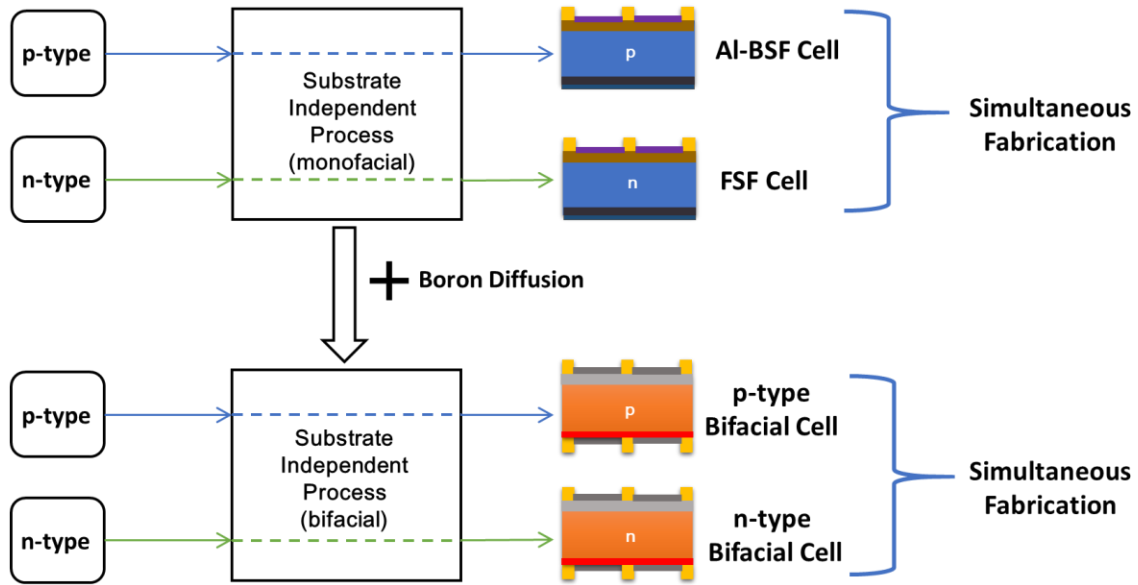 p-type
Substrate
Independent
Process
(monofacial)
p
Al-BSF Cell
Simultaneous
Fabrication
n-type
n
FSF Cell
Boron Diffusion
p-type
Substrate
Independent
Process
(bifacial)
p
p-type
Bifacial Cell
Simultaneous
Fabrication
n-type
n
n-type
Bifacial Cell